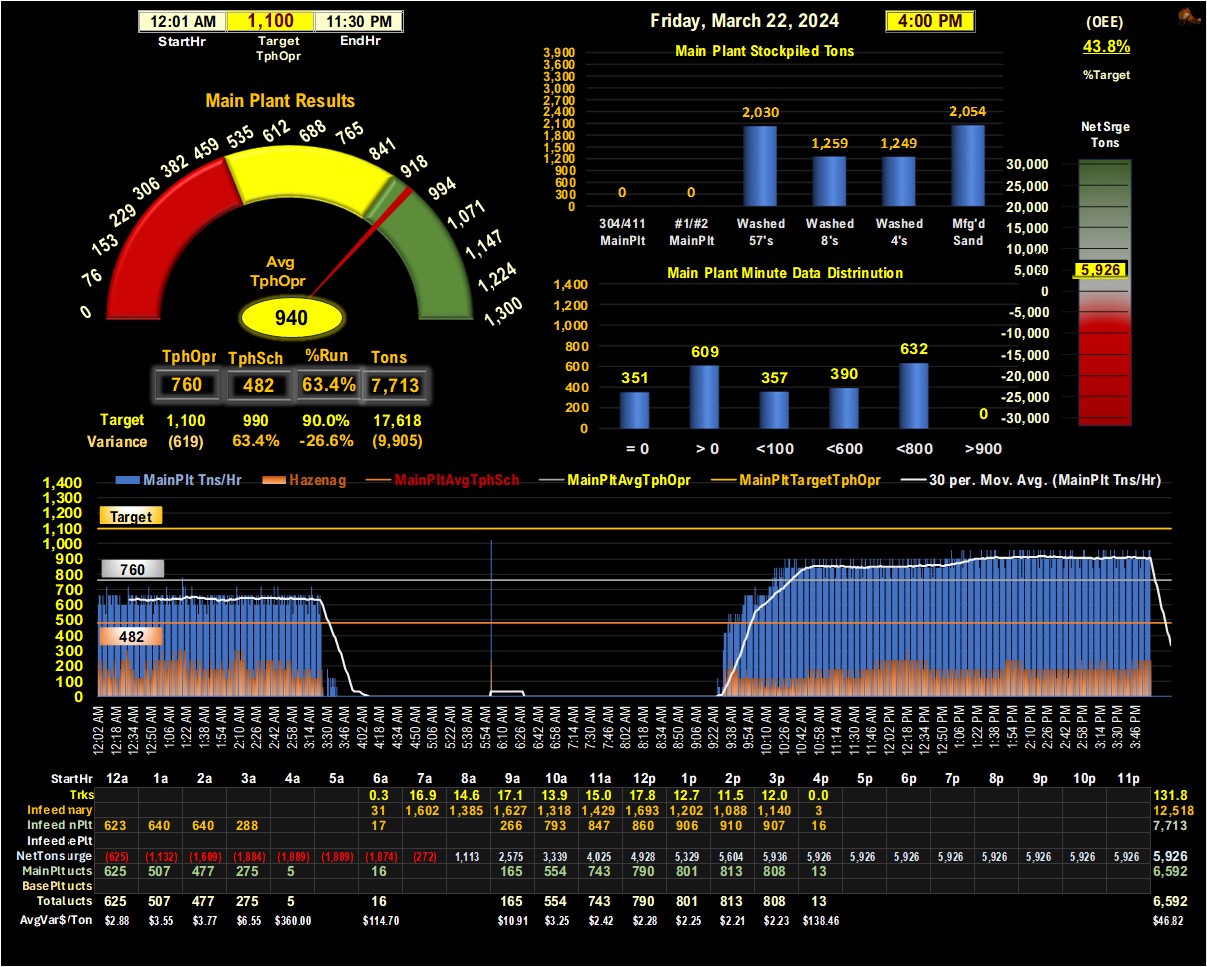 12:01 AM 1,100 11:30 PM
StartHr Target TphOpr EndHr
Friday, March 22, 2024 4:00 PM
(OEE)
43.8%
%Target
Main Plant Results
0 76 153 229 306 382 459 535 612 688 765 841 918 994 1,071 1,147 1,224 1,300
Avg
TphOpr
940
TphOpr TphSch %Run Tons
760 482 63.4% 7,713
Target 1,100 990 90.0% 17,618
Variance (619) 63.4% -26.6% (9,905)
Main Plant Stockpiled Tons
3,900
3,600
3,300
3,000
2,700
2,400
2,100
1,800
1,500
1,200
900
600
300
0
0 0 2,030 1,259 1,249 2,054
304/411 #1/#2 Washed Washed Washed Mfg'd
MainPlt MainPlt 57's 8's 4's Sand
Main Plant Minute Data Distrinution
1,400
1,200
1,000
800
600
400
200
0
351 609 357 390 632 0
= 0 > 0 <100 <600 <800 >900
Net Srge
Tons
30,000
25,000
20,000
15,000
10,000
5,000
0
-5,000
-10,000
-15,000
-20,000
-25,000
-30,000
5,926
MainPlt Tns/Hr Hazenag MainPltAvgTphSch MainPltAvgTphOpr MainPltTargetTphOpr 30 per. Mov. Avg. (MainPlt Tns/Hr)
1,400
1,300
1,200
1,100
1,000
900
800
700
600
500
400
300
200
100
0
Target
760
482
12:02 AM 12:18 AM 12:34 AM 12:50 AM 1:06 AM 1:22 AM 1:38 AM 1:54 AM 2:10 AM 2:26 AM 2:42 AM 2:58 AM 3:14 AM 3:30 AM 3:46 AM 4:02 AM 4:18 AM 4:34 AM 4:50 AM 5:06 AM 5:22 AM 5:38 AM 5:54 AM 6:10 AM 6:26 AM 6:42 AM 6:58 AM 7:14 AM 7:30 AM 7:46 AM 8:02 AM 8:18 AM 8:34 AM 8:50 AM 9:06 AM 9:22 AM 9:38 AM 9:54 AM 10:10 AM 10:26 AM 10:42 AM 10:58 AM 11:14 AM 11:30 AM 11:46 AM 12:02 PM 12:18 PM 12:34 PM 12:50 PM 1:06 PM 1:22 PM 1:38 PM 1:54 PM 2:10 PM 2:26 PM 2:42 PM 2:58 PM 3:14 PM 3:30 PM 3:46 PM
StartHr 12a 1a 2a 3a 4a 5a 6a 7a 8a 9a 10a 11a 12p 1p 2p 3p 4p 5p 6p 7p 8p 9p 10p 11p
Trks 0.3 16.9 14.6 17.1 13.9 15.0 17.8 12.7 11.5 12.0 0.0 131.8
Infeed nary 31 1,602 1,385 1,627 1,318 1,429 1,693 1,202 1,088 1,140 3 12,518
Infeed nPlt 623 640 640 288 17 266 793 847 860 906 910 907 16 7,713
Infeed ePlt
NetTons urge (625) (1,132) (1,609) (1,884) (1,889) (1,889) (1,874) (272) 1,113 2,575 3,339 4,025 4,928 5,329 5,604 5,936 5,926 5,926 5,926 5,926 5,926 5,926 5,926 5,926 5,926
MainPlt ucts 625 507 477 275 5 16 165 554 743 790 801 813 808 13 6,592
BasePlt ucts
Total ucts 625 507 477 275 5 16 165 554 743 790 801 813 808 13 6,592
AvgVar$/Ton $2.88 $3.55 $3.77 $6.55 $360.00 $114.70 $10.91 $3.25 $2.42 $2.28 $2.25 $2.21 $2.23 $138.46 $46.82